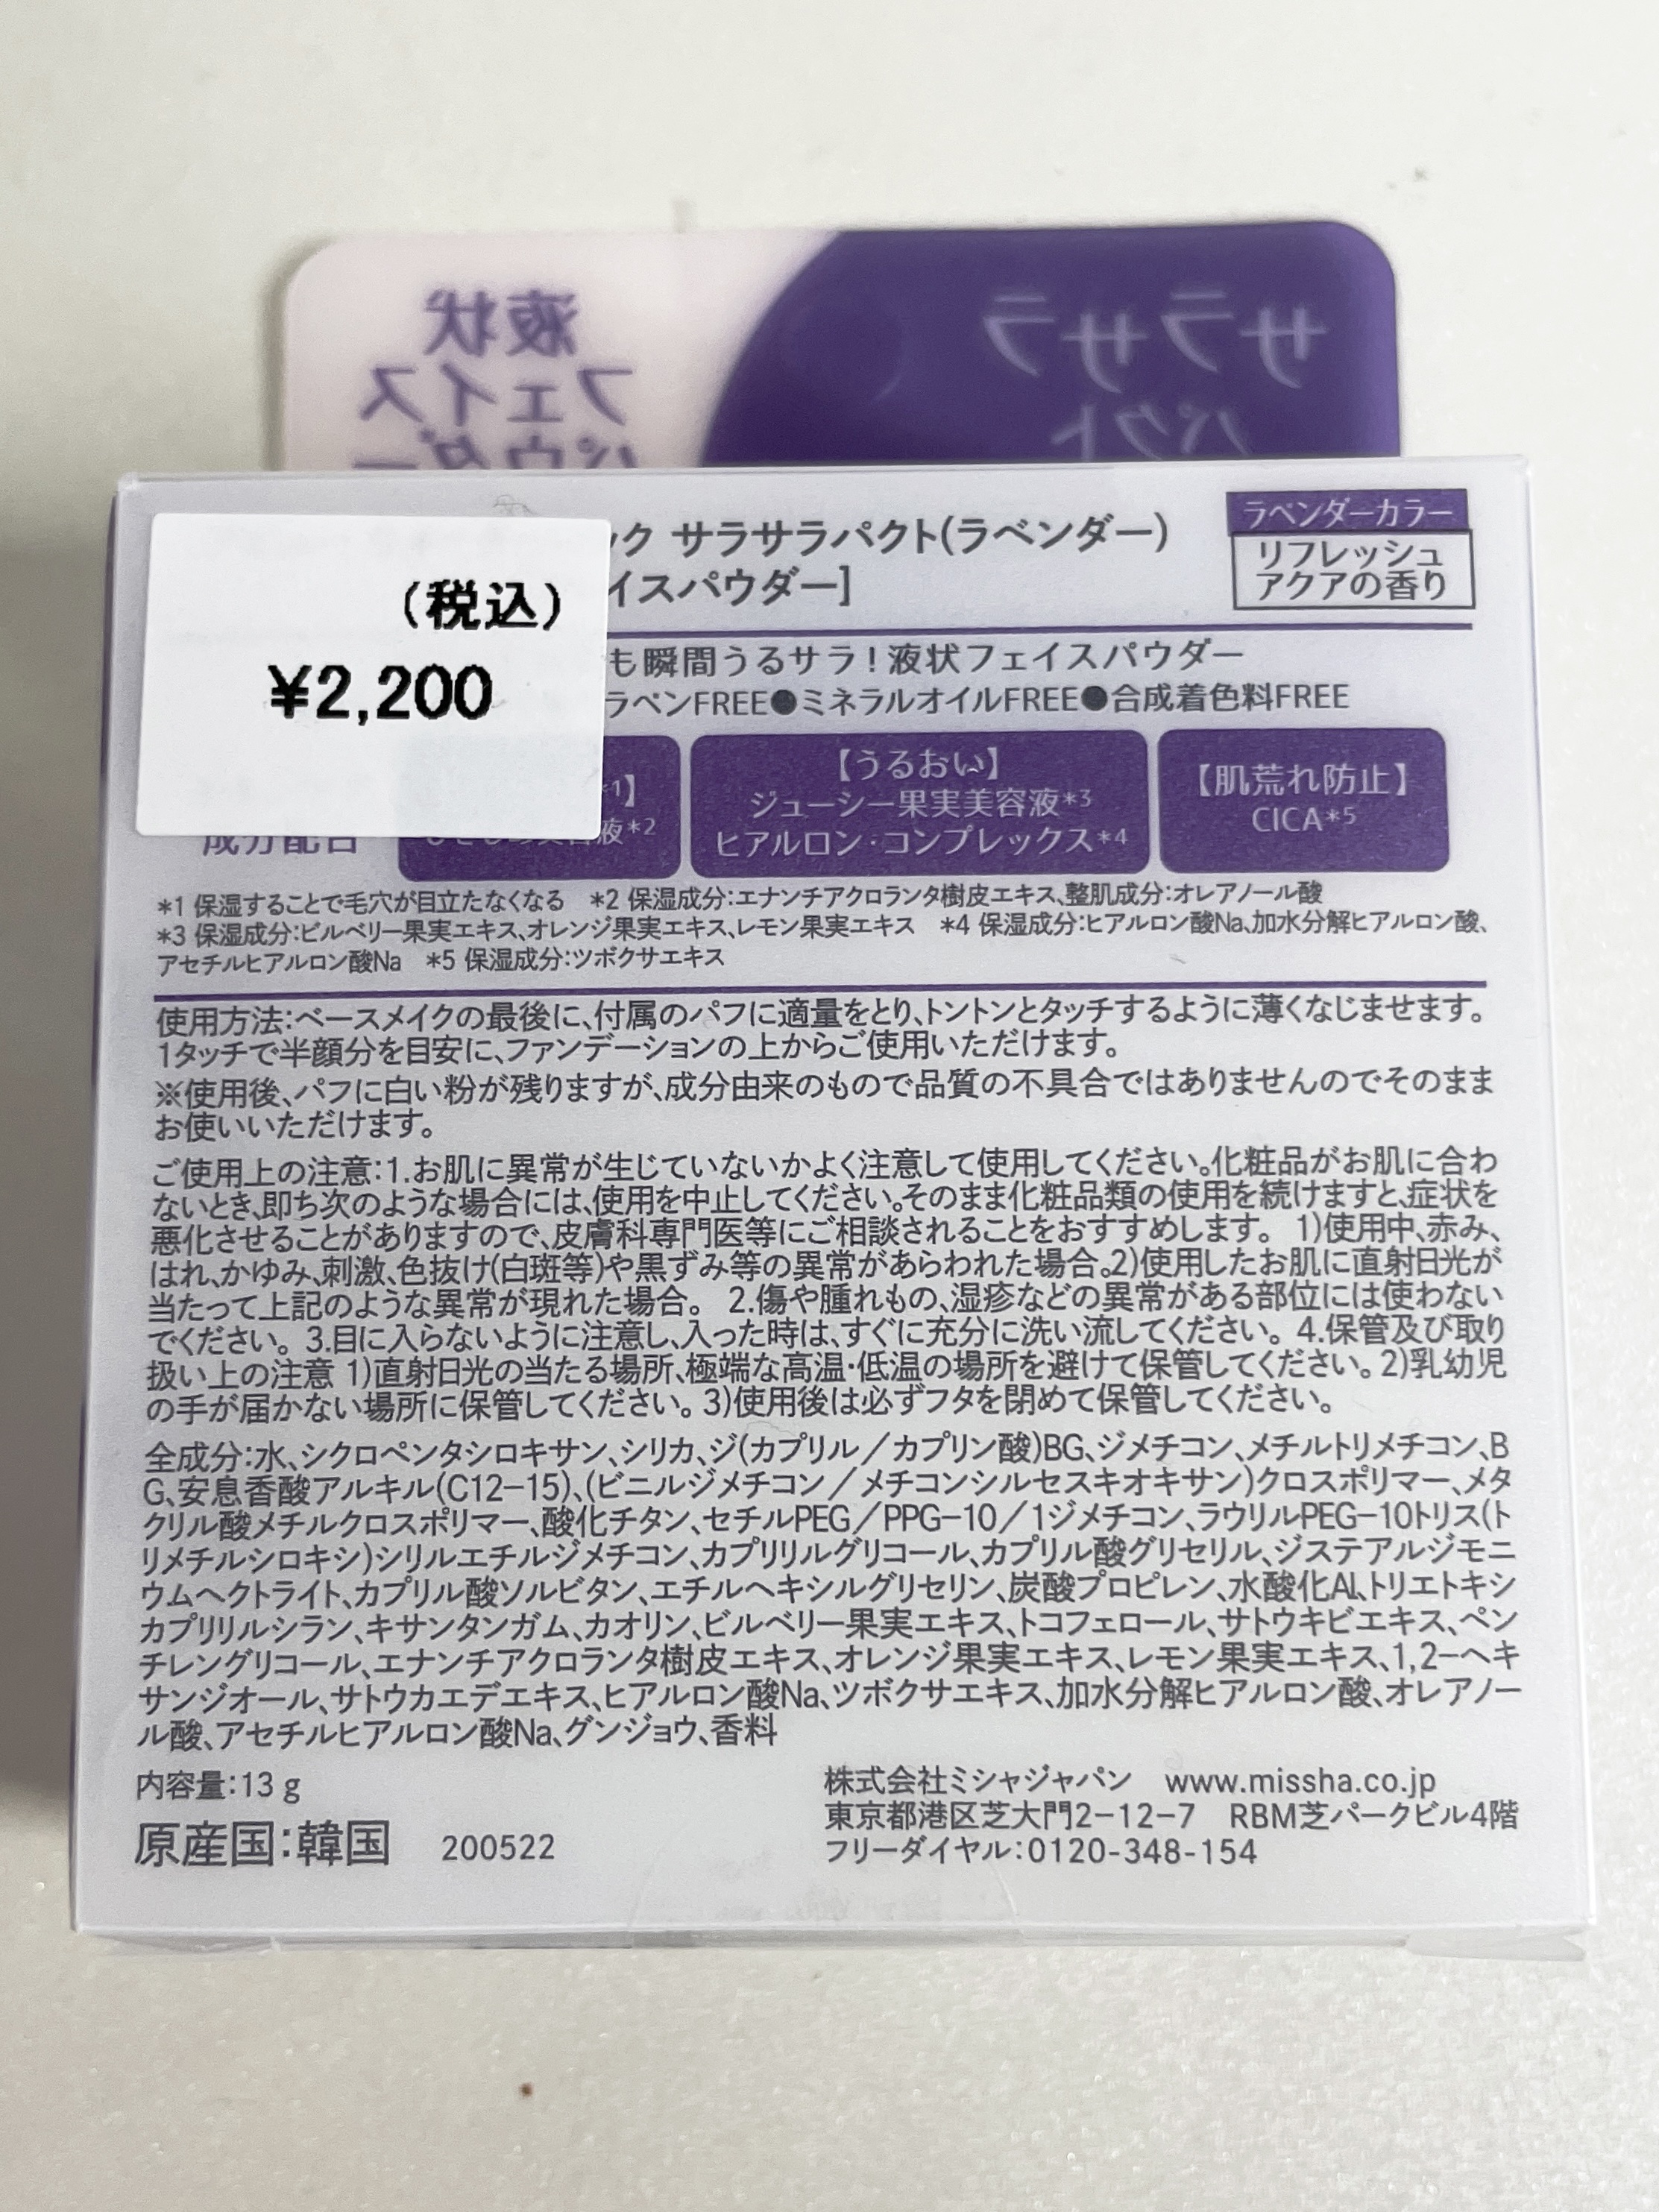 サラサラ
パクト
液状
フェイス
パウダー
(税込)
¥2,200
ック サラサラパクト(ラベンダー)
イスパウダー]
ラベンダーカラー
リフレッシュ
アクアの香り
も瞬間うるサラ!液状フェイスパウダー
ラベンFREE●ミネラルオイルFREE●合成着色料FREE
成分配合
*1】
液*2
【うるおい】
ジューシー果実美容液*3
ヒアルロン・コンプレックス*4
【肌荒れ防止】
CICA*5
*1 保湿することで毛穴が目立たなくなる *2 保湿成分:エナンチアクロランタ樹皮エキス、整肌成分:オレアノール酸
*3 保湿成分:ビルベリー果実エキス、オレンジ果実エキス、レモン果実エキス *4 保湿成分:ヒアルロン酸Na、加水分解ヒアルロン酸、
アセチルヒアルロン酸Na *5 保湿成分:ツボクサエキス
使用方法:ベースメイクの最後に、付属のパフに適量をとり、トントンとタッチするように薄くなじませます。
1タッチで半顔分を目安に、ファンデーションの上からご使用いただけます。
※使用後、パフに白い粉が残りますが、成分由来のもので品質の不具合ではありませんのでそのまま
お使いいただけます。
ご使用上の注意:1.お肌に異常が生じていないかよく注意して使用してください。化粧品がお肌に合わ
ないとき、即ち次のような場合には、使用を中止してください。そのまま化粧品類の使用を続けますと、症状を
悪化させることがありますので、皮膚科専門医等にご相談されることをおすすめします。 1)使用中、赤み、
はれ、かゆみ、刺激、色抜け(白斑等)や黒ずみ等の異常があらわれた場合。2)使用したお肌に直射日光が
当たって上記のような異常が現れた場合。 2.傷や腫れもの、湿疹などの異常がある部位には使わない
でください。 3.目に入らないように注意し、入った時は、すぐに充分に洗い流してください。 4.保管及び取り
扱い上の注意 1)直射日光の当たる場所、極端な高温・低温の場所を避けて保管してください。 2)乳幼児
の手が届かない場所に保管してください。 3)使用後は必ずフタを閉めて保管してください。
全成分:水、シクロペンタシロキサン、シリカ、ジ(カプリル/カプリン酸)BG、ジメチコン、メチルトリメチコン、B
G、安息香酸アルキル(C12-15)、(ビニルジメチコン/メチコンシルセスキオキサン)クロスポリマー、メタ
クリル酸メチルクロスポリマー、酸化チタン、セチルPEG/PPG-10/1ジメチコン、ラウリルPEG-10トリス(ト
リメチルシロキシ)シリルエチルジメチコン、カプリリルグリコール、カプリル酸グリセリル、ジステアルジモニ
ウムヘクトライト、カプリル酸ソルビタン、エチルヘキシルグリセリン、炭酸プロピレン、水酸化Al、トリエトキシ
カプリリルシラン、キサンタンガム、カオリン、ビルベリー果実エキス、トコフェロール、サトウキビエキス、ペン
チレングリコール、エナンチアクロランタ樹皮エキス、オレンジ果実エキス、レモン果実エキス、1,2-ヘキ
サンジオール、サトウカエデエキス、ヒアルロン酸Na、ツボクサエキス、加水分解ヒアルロン酸、オレアノー
ル酸、アセチルヒアルロン酸Na、グンジョウ、香料
内容量:13 g
原産国:韓国 200522
株式会社ミシャジャパン www.missha.co.jp
東京都港区芝大門2-12-7 RBM芝パークビル4階
フリーダイヤル:0120-348-154